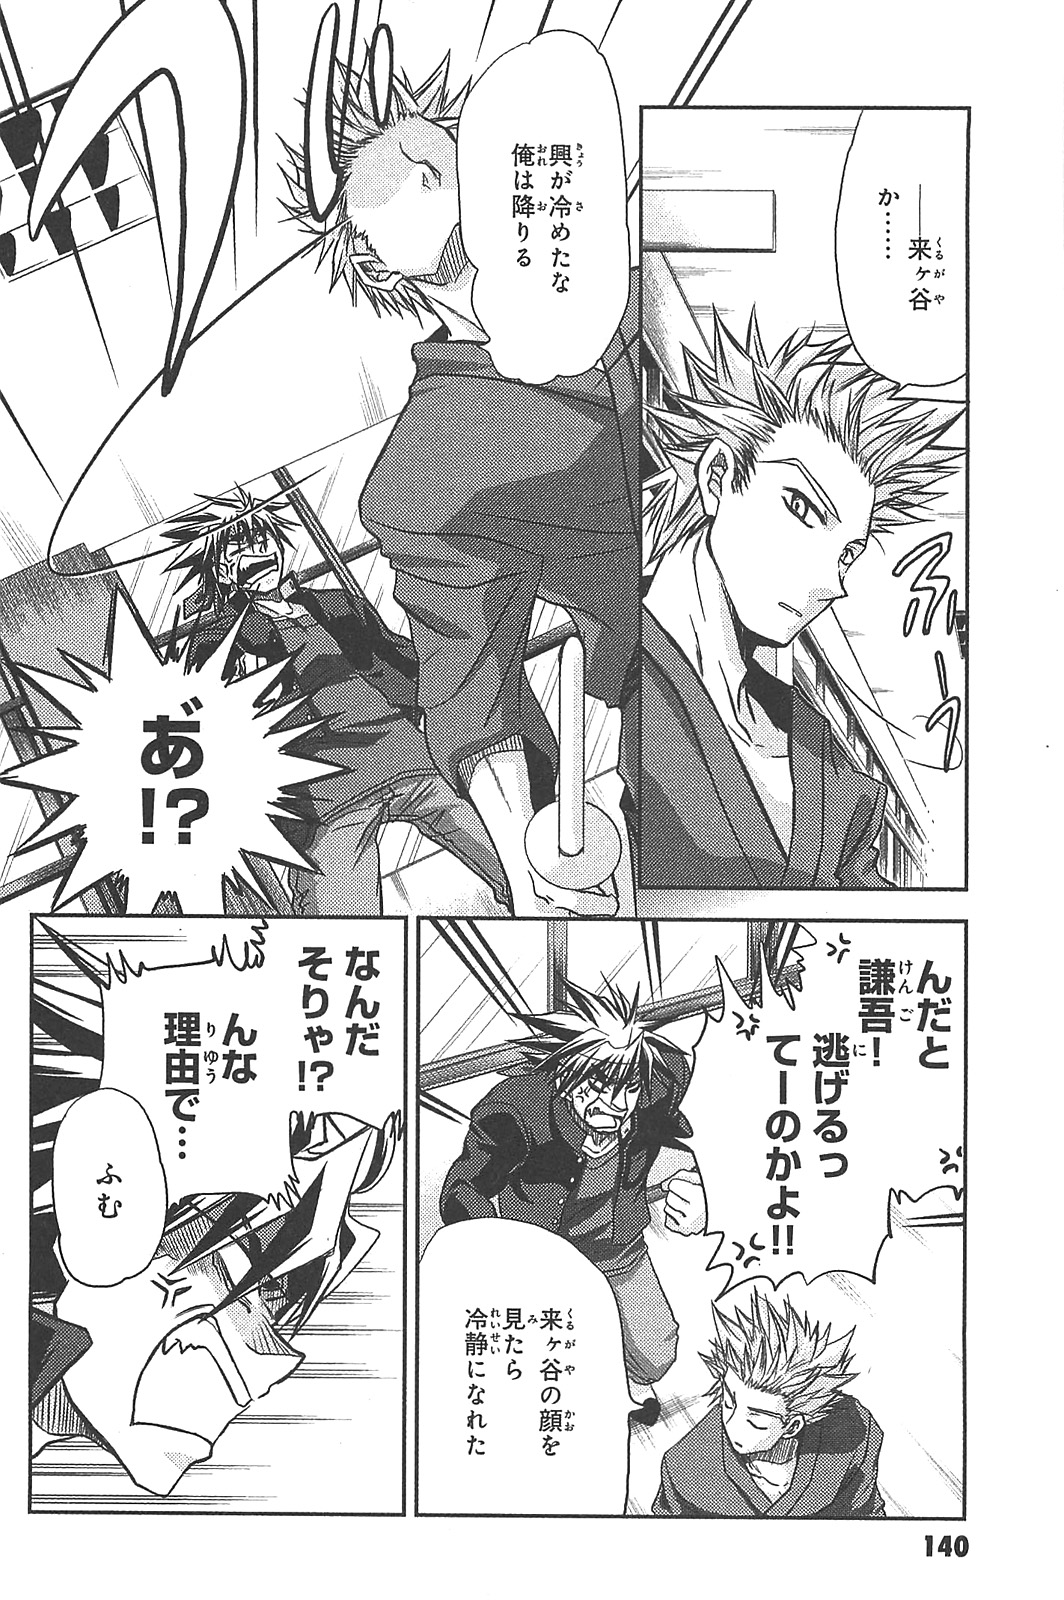 ――来ヶ谷
か……
ふ
興が冷めたな
俺は降りる
あ゛
!?
んだと
謙吾！
逃げるっ
てーのかよ!!
来ヶ谷の顔を
見たら
冷静になれた
なんだ
そりゃ!?
んな
理由で…
ふむ
140